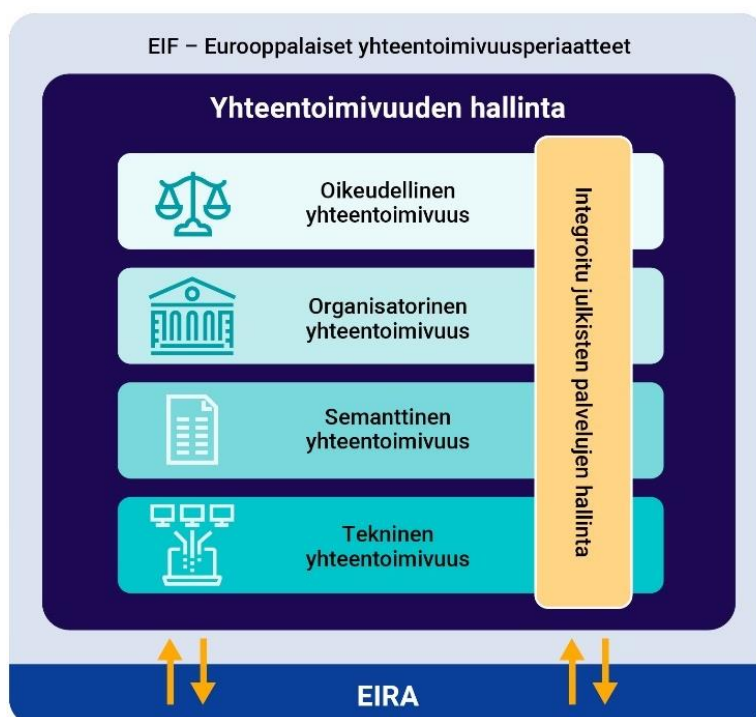 EIF – Eurooppalaiset yhteentoimivuusperiaatteet
Yhteentoimivuuden hallinta
Oikeudellinen
yhteentoimivuus
Organisatorinen
yhteentoimivuus
Semanttinen
yhteentoimivuus
Tekninen
yhteentoimivuus
Integroitu julkisten palvelujen hallinta
EIRA